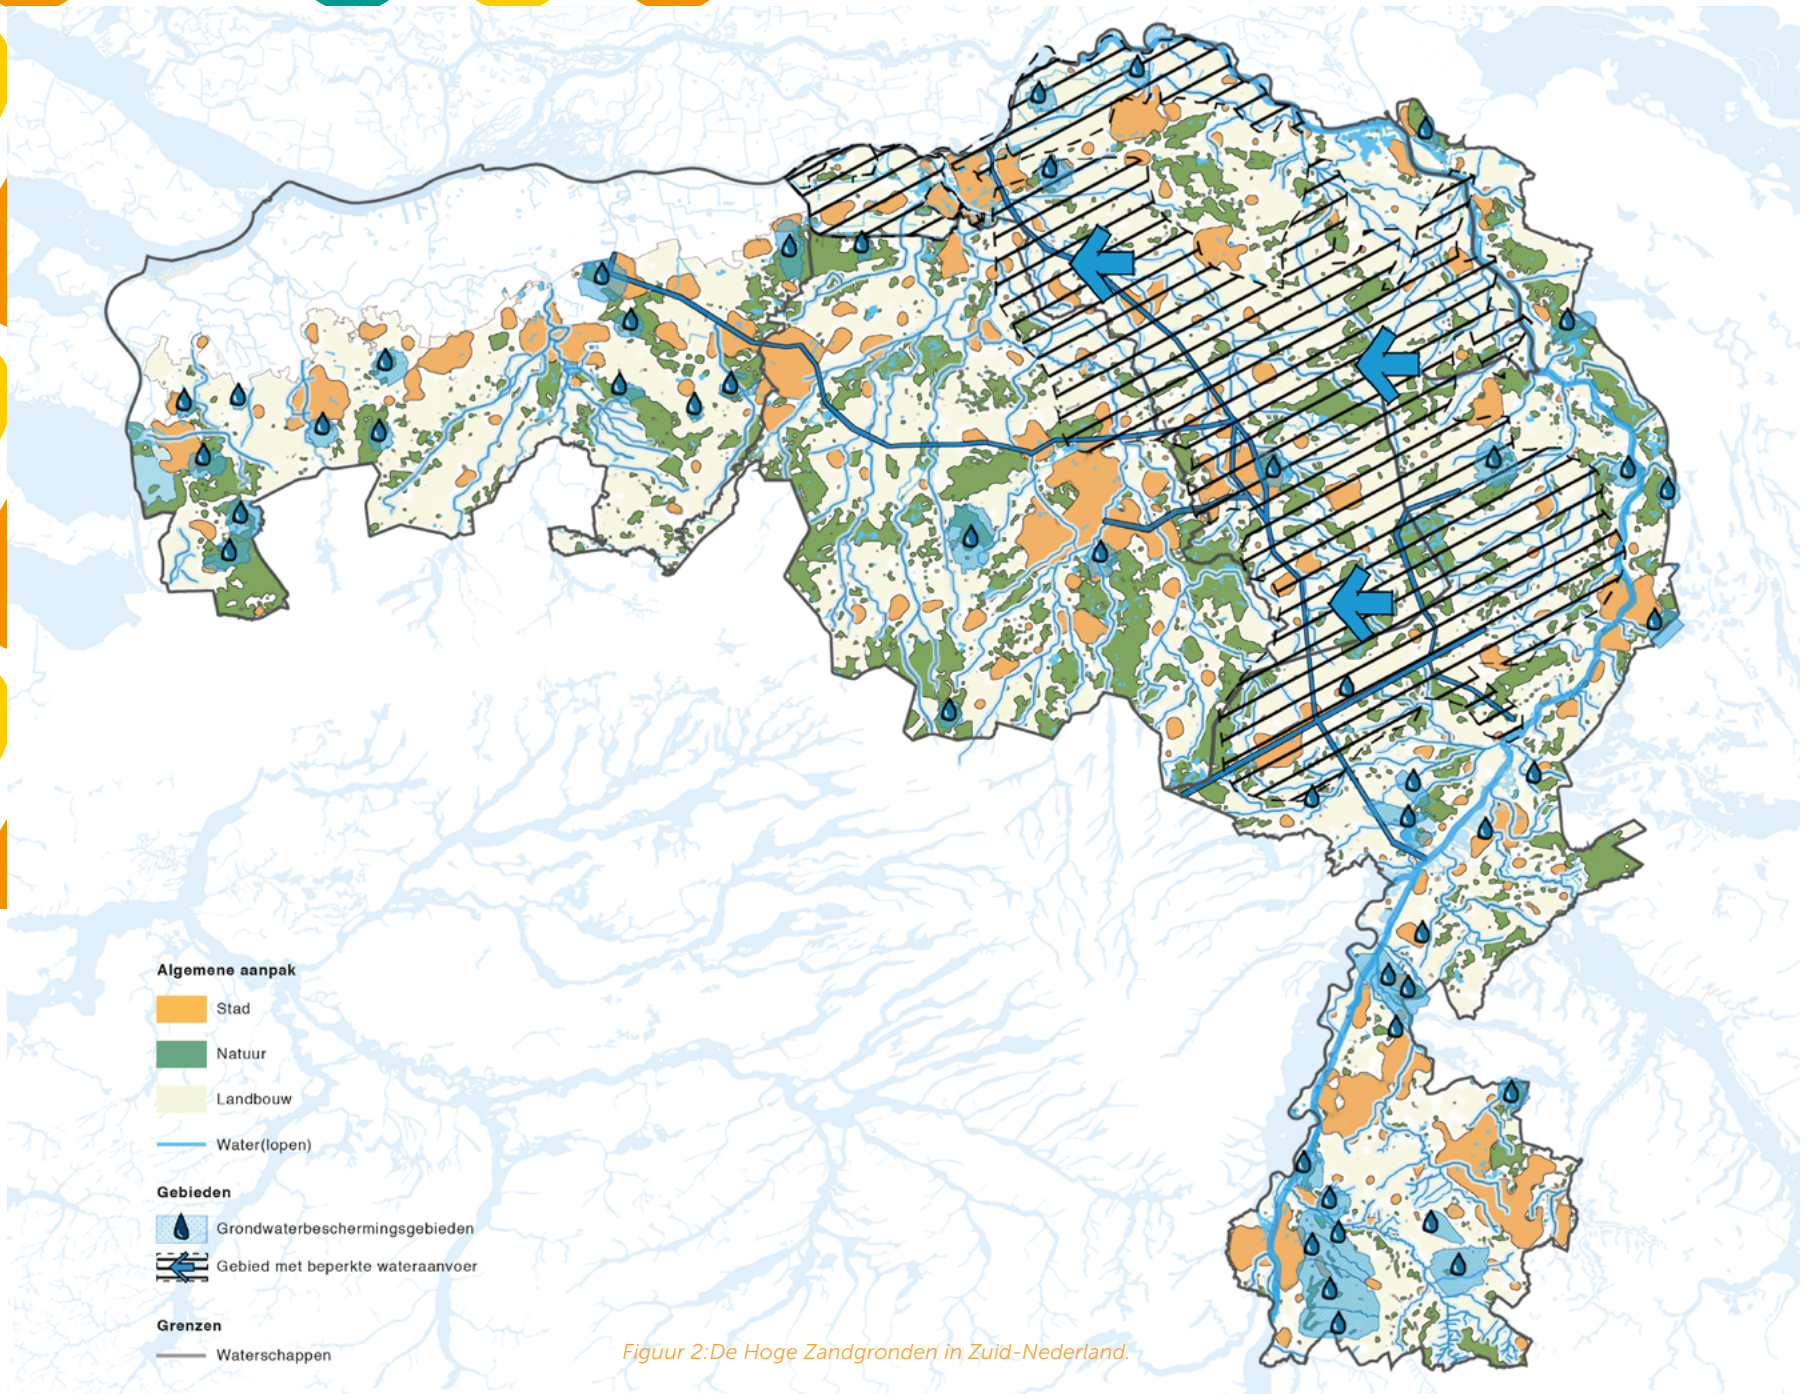 Algemene aanpak
Stad
Natuur
Landbouw
Water(lopen)
Gebieden
Grondwaterbeschermingsgebieden
Gebied met beperkte wateraanvoer
Grenzen
Waterschappen
Figuur 2:De Hoge Zandgronden in Zuid-Nederland.